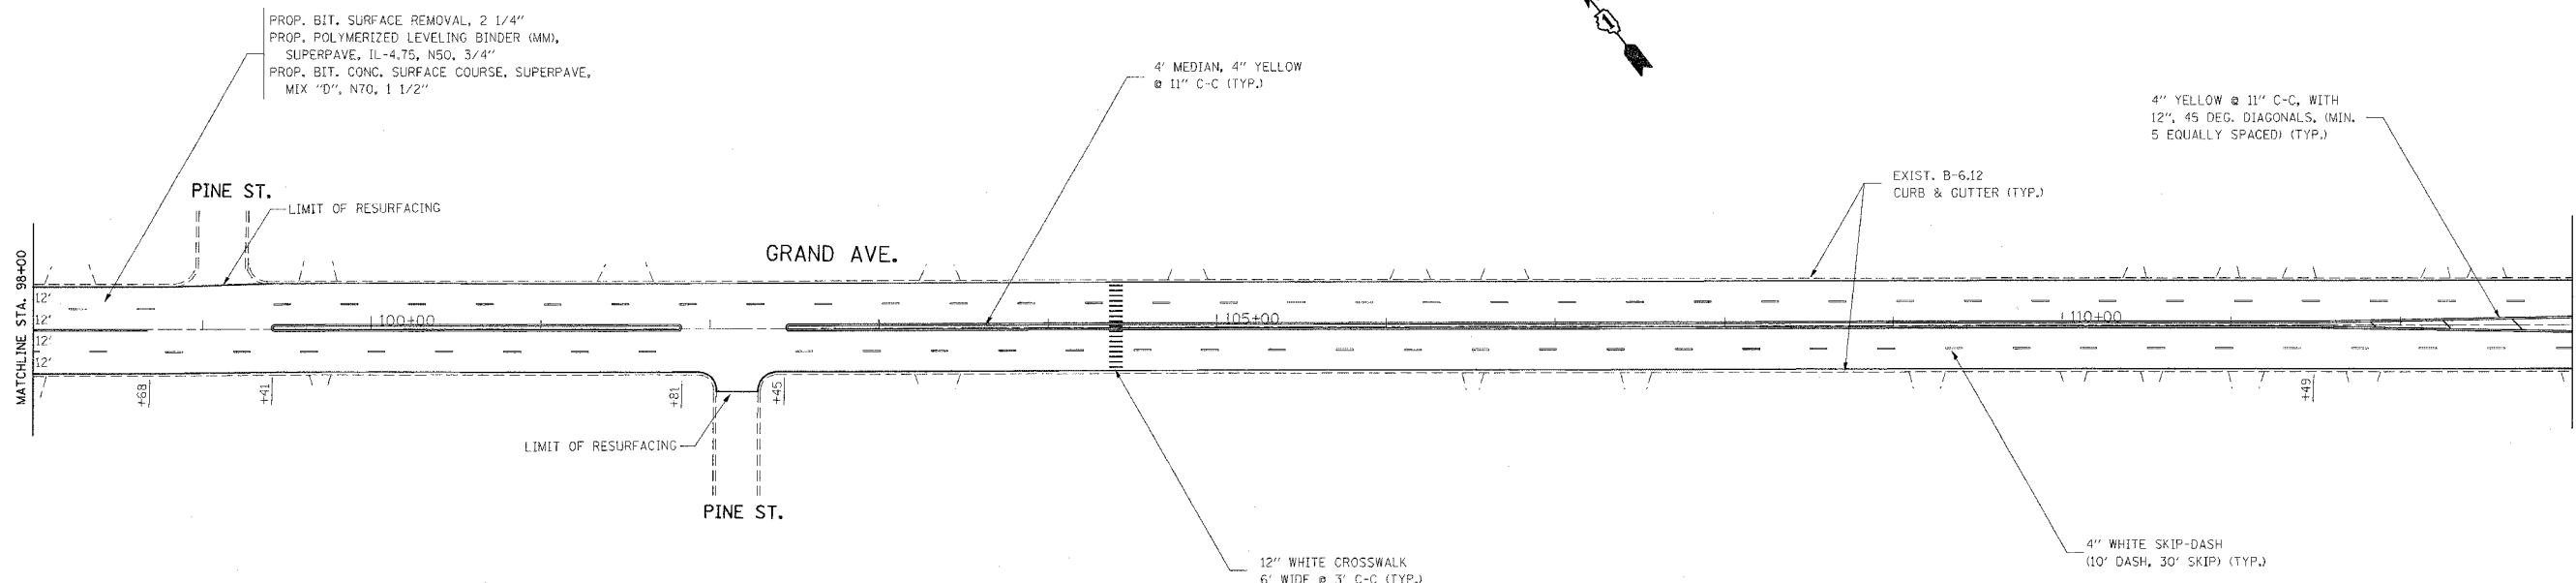 PROP. BIT. SURFACE REMOVAL, 2 1/4"
PROP. POLYMERIZED LEVELING BINDER (MM),
SUPERPAVE, IL-4.75, N50, 3/4"
PROP. BIT. CONC. SURFACE COURSE, SUPERPAVE,
MIX "D", N70, 1 1/2"
4' MEDIAN, 4" YELLOW
@ 11" C-C (TYP.)
4" YELLOW @ 11" C-C, WITH
12", 45 DEG. DIAGONALS, (MIN.
5 EQUALLY SPACED) (TYP.)
PINE ST.
LIMIT OF RESURFACING
EXIST. B-6.12
CURB & GUTTER (TYP.)
GRAND AVE.
MATCHLINE STA. 98+00
12'
12'
12'
12'
100+00
105+00
110+00
+68
+41
+81
+45
+49
LIMIT OF RESURFACING
PINE ST.
12" WHITE CROSSWALK
6' WIDE @ 3' C-C (TYP.)
4" WHITE SKIP-DASH
(10' DASH, 30' SKIP) (TYP.)